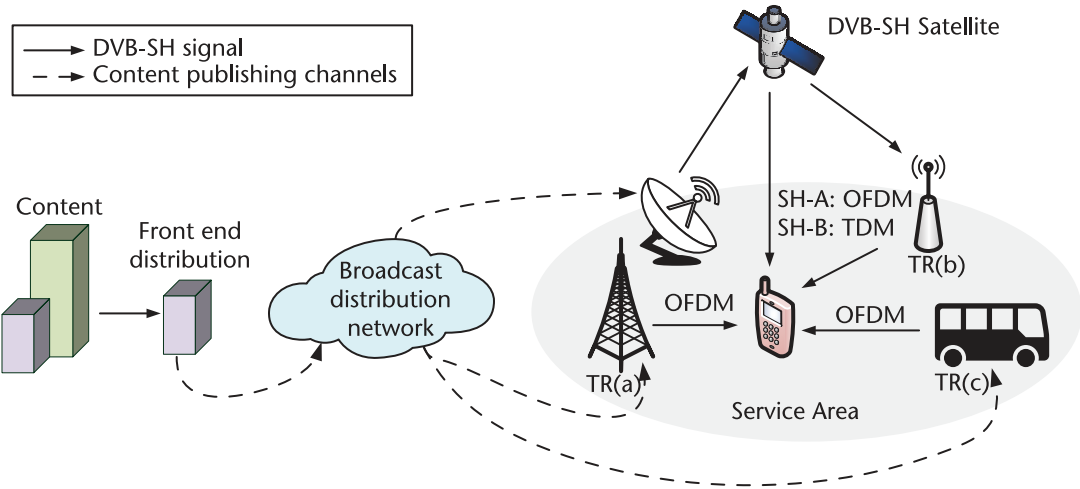 DVB-SH signal
Content publishing channels
DVB-SH Satellite
Content
Front end
distribution
Broadcast
distribution
network
SH-A: OFDM
SH-B: TDM
TR(b)
OFDM
OFDM
TR(a)
TR(c)
Service Area